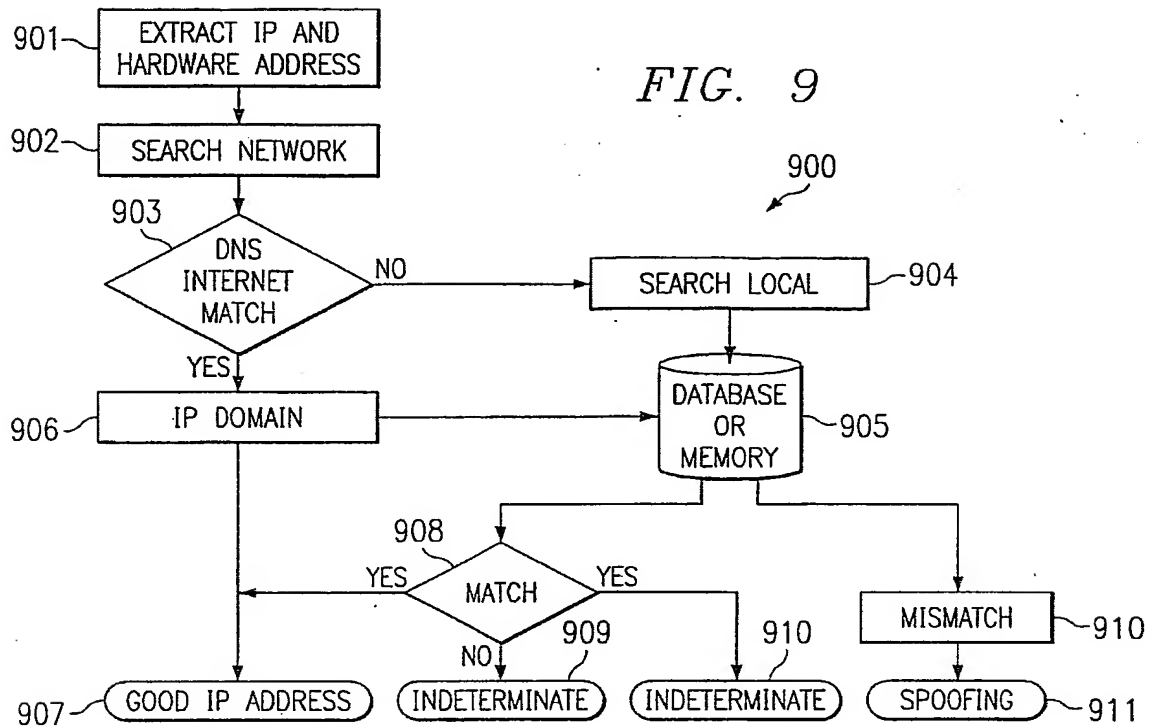 901
EXTRACT IP AND
HARDWARE ADDRESS
FIG. 9
902
SEARCH NETWORK
900
903
DNS
INTERNET
MATCH
NO
SEARCH LOCAL
904
YES
906
IP DOMAIN
DATABASE
OR
MEMORY
905
908
YES
MATCH
YES
MISMATCH
910
NO
909
910
907
GOOD IP ADDRESS
INDETERMINATE
INDETERMINATE
SPOOFING
911